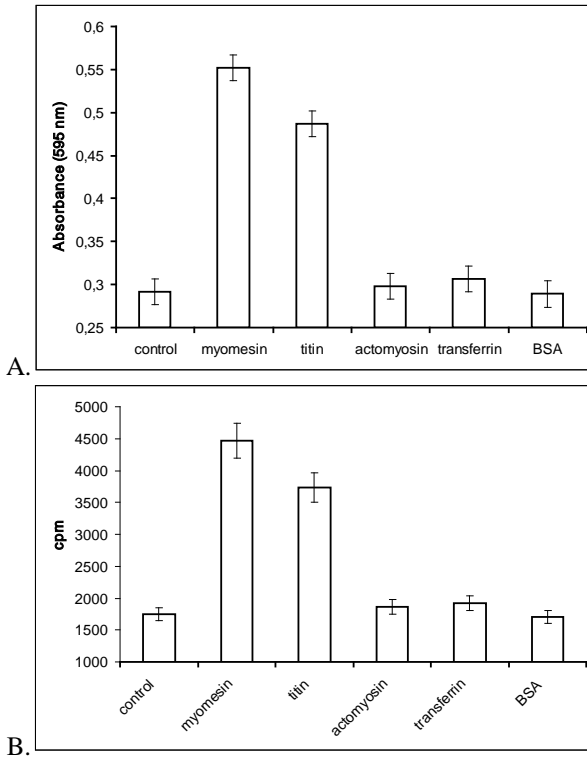 0,6
0,55
0,5
0,45
0,4
0,35
0,3
0,25
Absorbance (595 nm)
control myomesin titin actomyosin transferrin BSA
A.
5000
4500
4000
3500
3000
2500
2000
1500
1000
cpm
control myomesin titin actomyosin transferrin BSA
B.